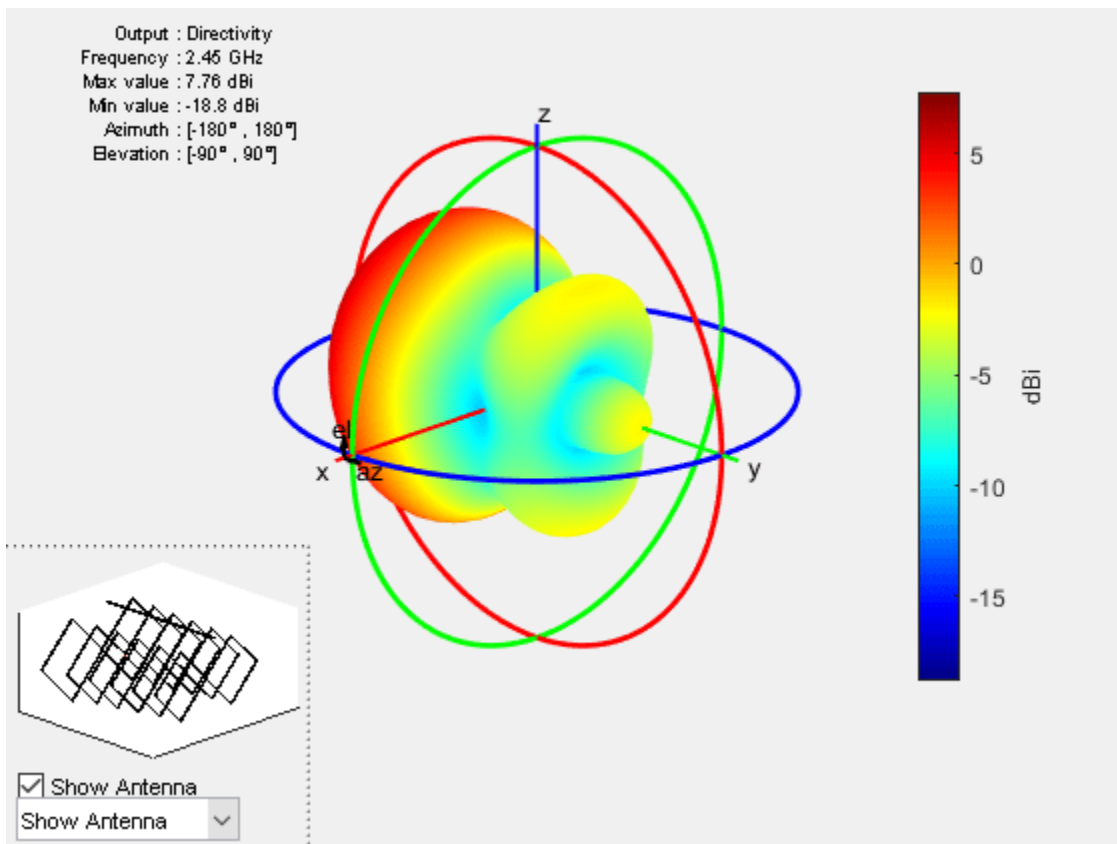 Output : Directivity
Frequency : 2.45 GHz
Max value : 7.76 dBi
Min value : -18.8 dBi
Azimuth : [-180° , 180°]
Elevation : [-90° , 90°]
z
5
0
-5
-10
-15
dBi
el
x
az
y
Show Antenna
Show Antenna